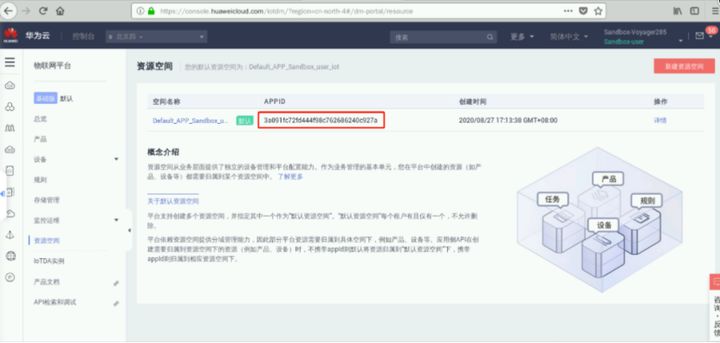 https://console.huaweicloud.com/iotdm/?region=cn-north-4#/dm-portal/resource
HUAWEI
华为云
控制台
北京四
搜索
更多
简体中文
Sandbox-Voyager285
Sandbox-user
56
物联网平台
基础版
默认
总览
产品
设备
规则
存储管理
监控运维
资源空间
IoTDA实例
产品文档
API检索和调试
资源空间
您的默认资源空间为：Default_APP_Sandbox_user_iot
新建资源空间
空间名称
APPID
创建时间
操作
Default_APP_Sandbox_u...
默认
3a091fc72fd444f98c762686240c927a
2020/08/27 17:13:38 GMT+08:00
详情
概念介绍
资源空间从业务层面提供了独立的设备管理和平台配置能力。作为业务管理的基本单元，您在平台中创建的资源（如产
品、设备等）都需要归属到某个资源空间中。 了解更多
关于默认资源空间
平台支持创建多个资源空间，并指定其中一个作为“默认资源空间”。“默认资源空间”每个租户有且仅有一个，不允许删
除。
平台依赖资源空间提供分域管理能力，因此部分平台资源需要归属到具体空间下，例如产品、设备等。应用侧API在创
建需要归属到资源空间下的资源（例如产品、设备）时，不携带appId则默认将资源归属到“默认资源空间”下，携带
appId则归属到相应资源空间下。
产品
任务
规则
设备
咨
询
·
反
馈